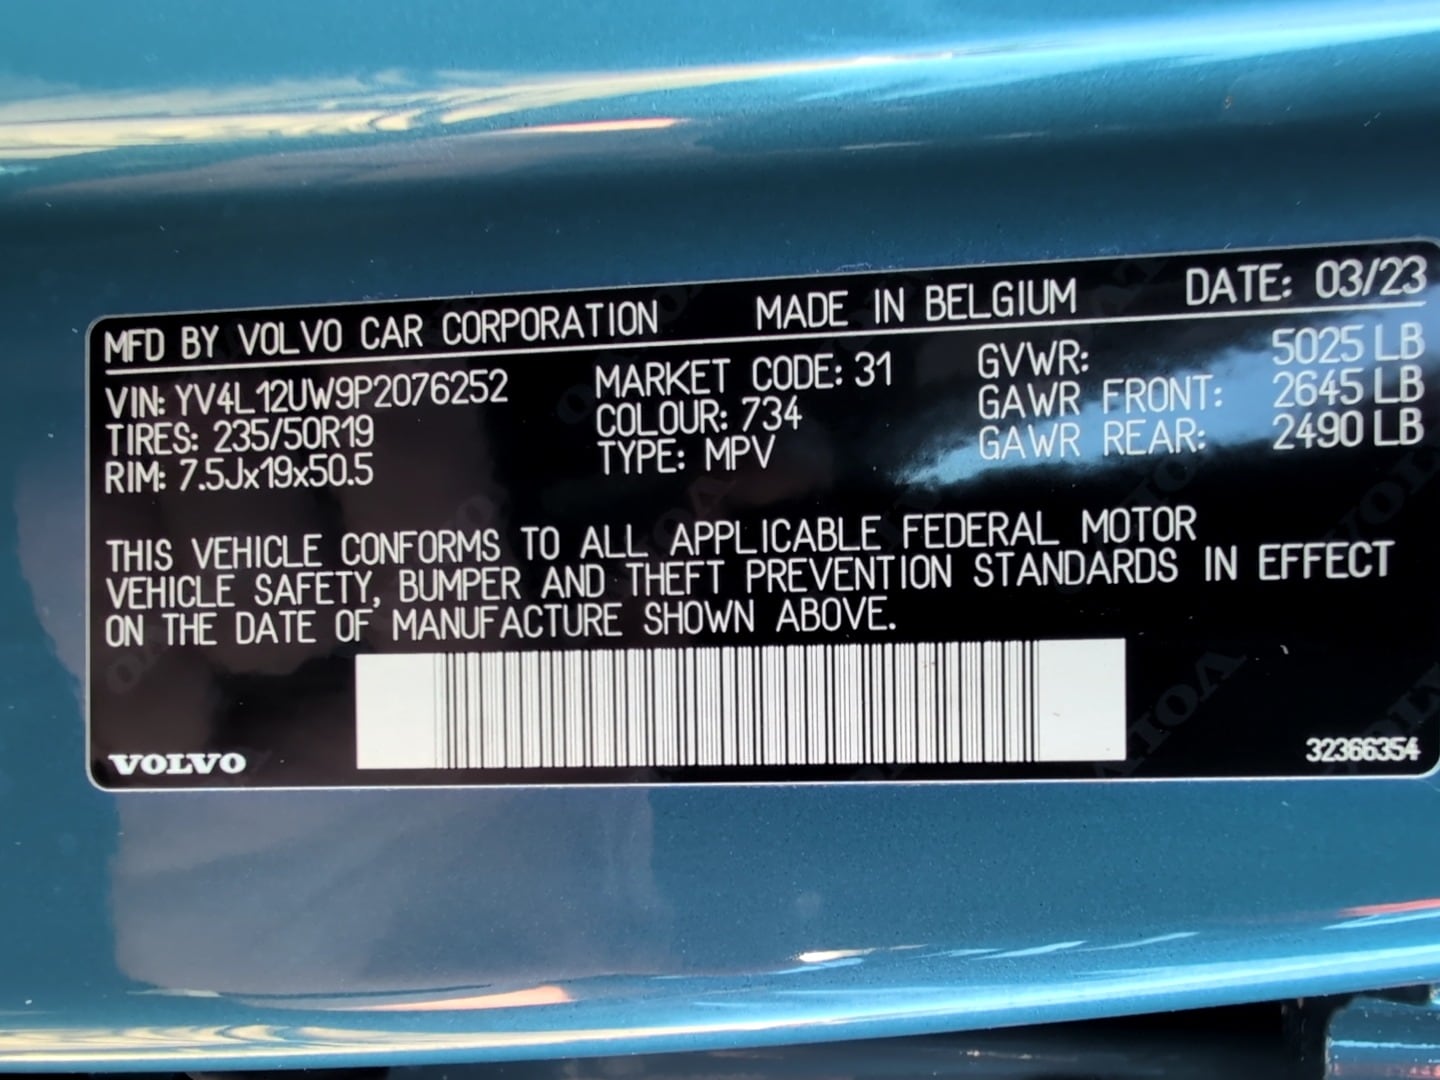 MFD BY VOLVO CAR CORPORATION MADE IN BELGIUM DATE: 03/23
VIN: YV4L12UW9P2076252 MARKET CODE: 31 GVWR: 5025 LB
TIRES: 235/50R19 COLOUR: 734 GAWR FRONT: 2645 LB
RIM: 7.5Jx19x50.5 TYPE: MPV GAWR REAR: 2490 LB
THIS VEHICLE CONFORMS TO ALL APPLICABLE FEDERAL MOTOR
VEHICLE SAFETY, BUMPER AND THEFT PREVENTION STANDARDS IN EFFECT
ON THE DATE OF MANUFACTURE SHOWN ABOVE.
VOLVO 32366354